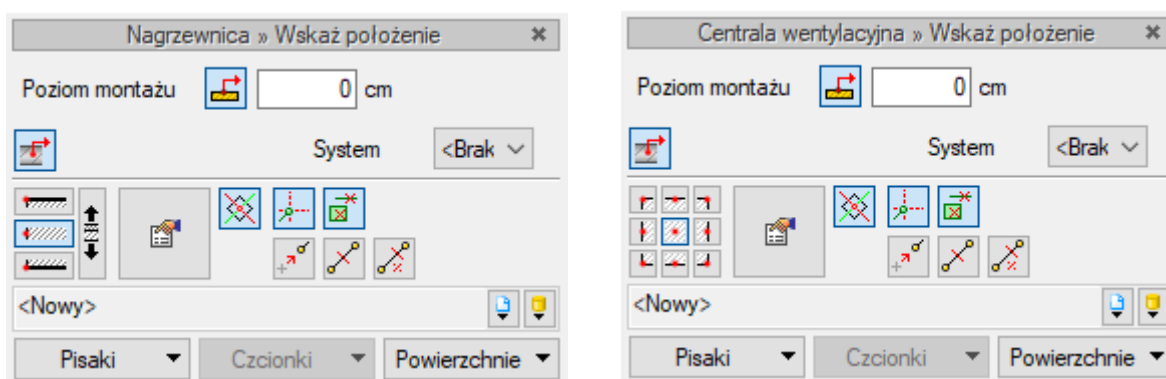 Nagrzewnica » Wskaż położenie
Poziom montażu 0 cm
System <Brak
<Nowy>
Pisaki Czcionki Powierzchnie
Centrala wentylacyjna » Wskaż położenie
Poziom montażu 0 cm
System <Brak
<Nowy>
Pisaki Czcionki Powierzchnie